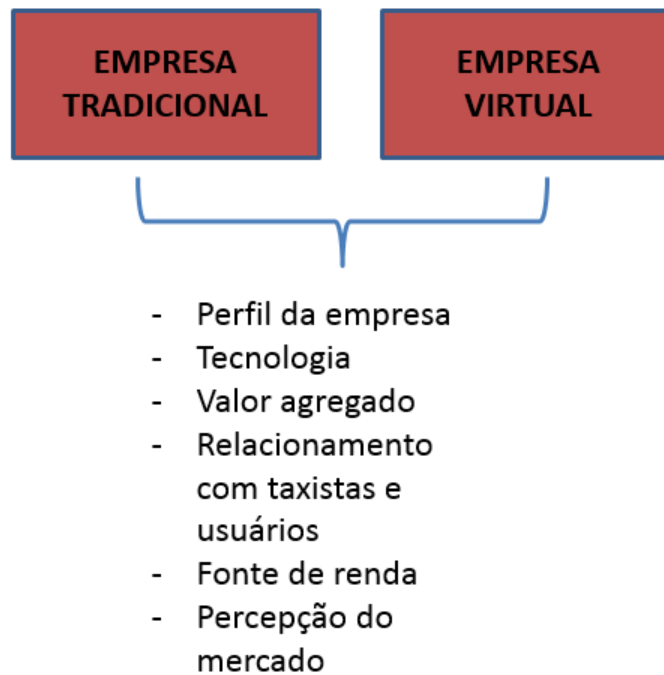 EMPRESA
TRADICIONAL
EMPRESA
VIRTUAL
- Perfil da empresa
- Tecnologia
- Valor agregado
- Relacionamento
com taxistas e
usuários
- Fonte de renda
- Percepção do
mercado